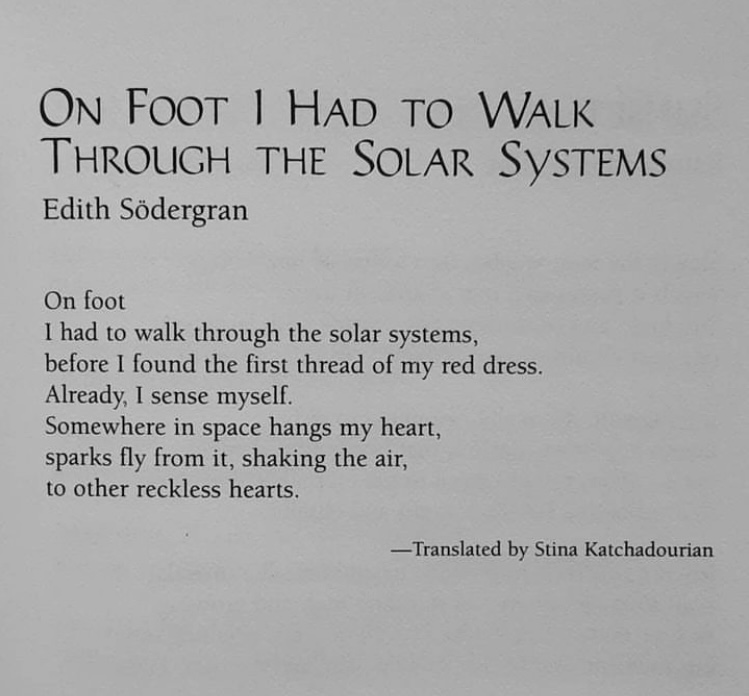 On Foot I Had to Walk
Through the Solar Systems
Edith Södergran
On foot
I had to walk through the solar systems,
before I found the first thread of my red dress.
Already, I sense myself.
Somewhere in space hangs my heart,
sparks fly from it, shaking the air,
to other reckless hearts.
—Translated by Stina Katchadourian